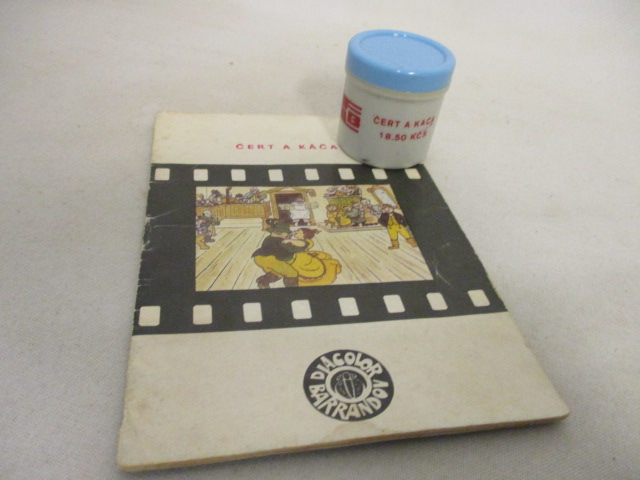 ČERT A KÁČA
18.50 KČS
ČERT A KÁČA
DIACOLOR
BARRANDOV